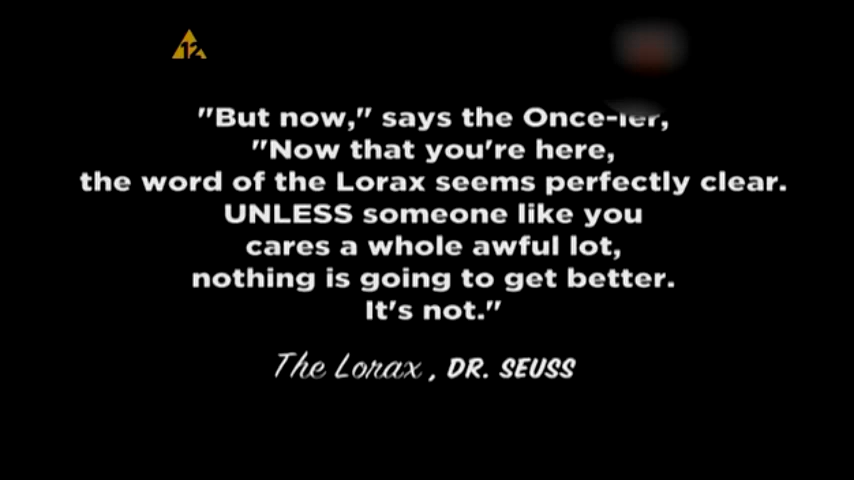 12
"But now," says the Once-ler,
"Now that you're here,
the word of the Lorax seems perfectly clear.
UNLESS someone like you
cares a whole awful lot,
nothing is going to get better.
It's not."
The Lorax, DR. SEUSS